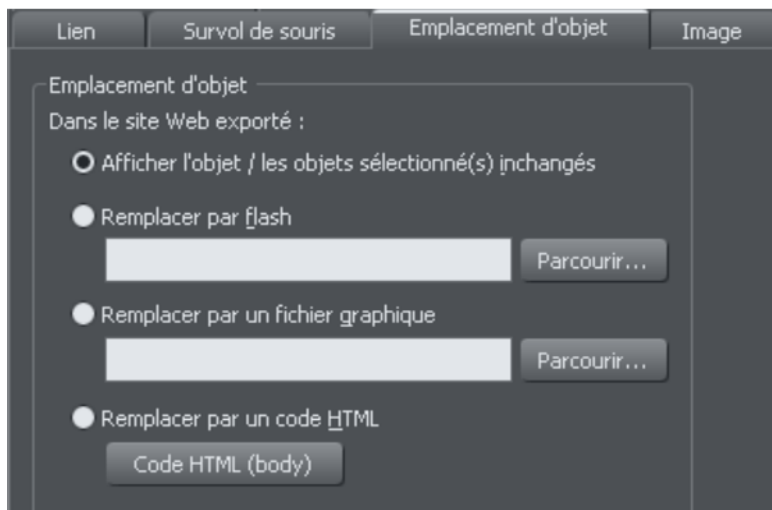 Lien Survol de souris Emplacement d'objet Image
Emplacement d'objet
Dans le site Web exporté :
Afficher l'objet / les objets sélectionné(s) inchangés
Remplacer par flash
Parcourir...
Remplacer par un fichier graphique
Parcourir...
Remplacer par un code HTML
Code HTML (body)